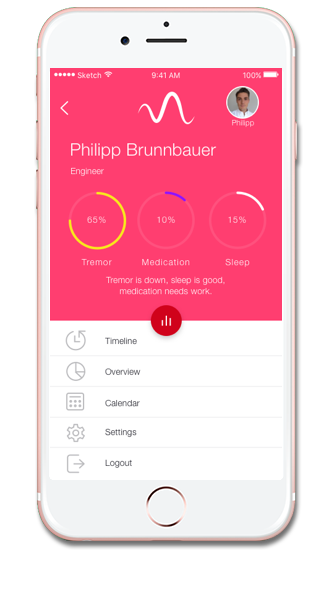 Sketch 9:41 AM 100%
Philipp
Philipp Brunnbauer
Engineer
65% 10% 15%
Tremor Medication Sleep
Tremor is down, sleep is good,
medication needs work.
Timeline
Overview
Calendar
Settings
Logout